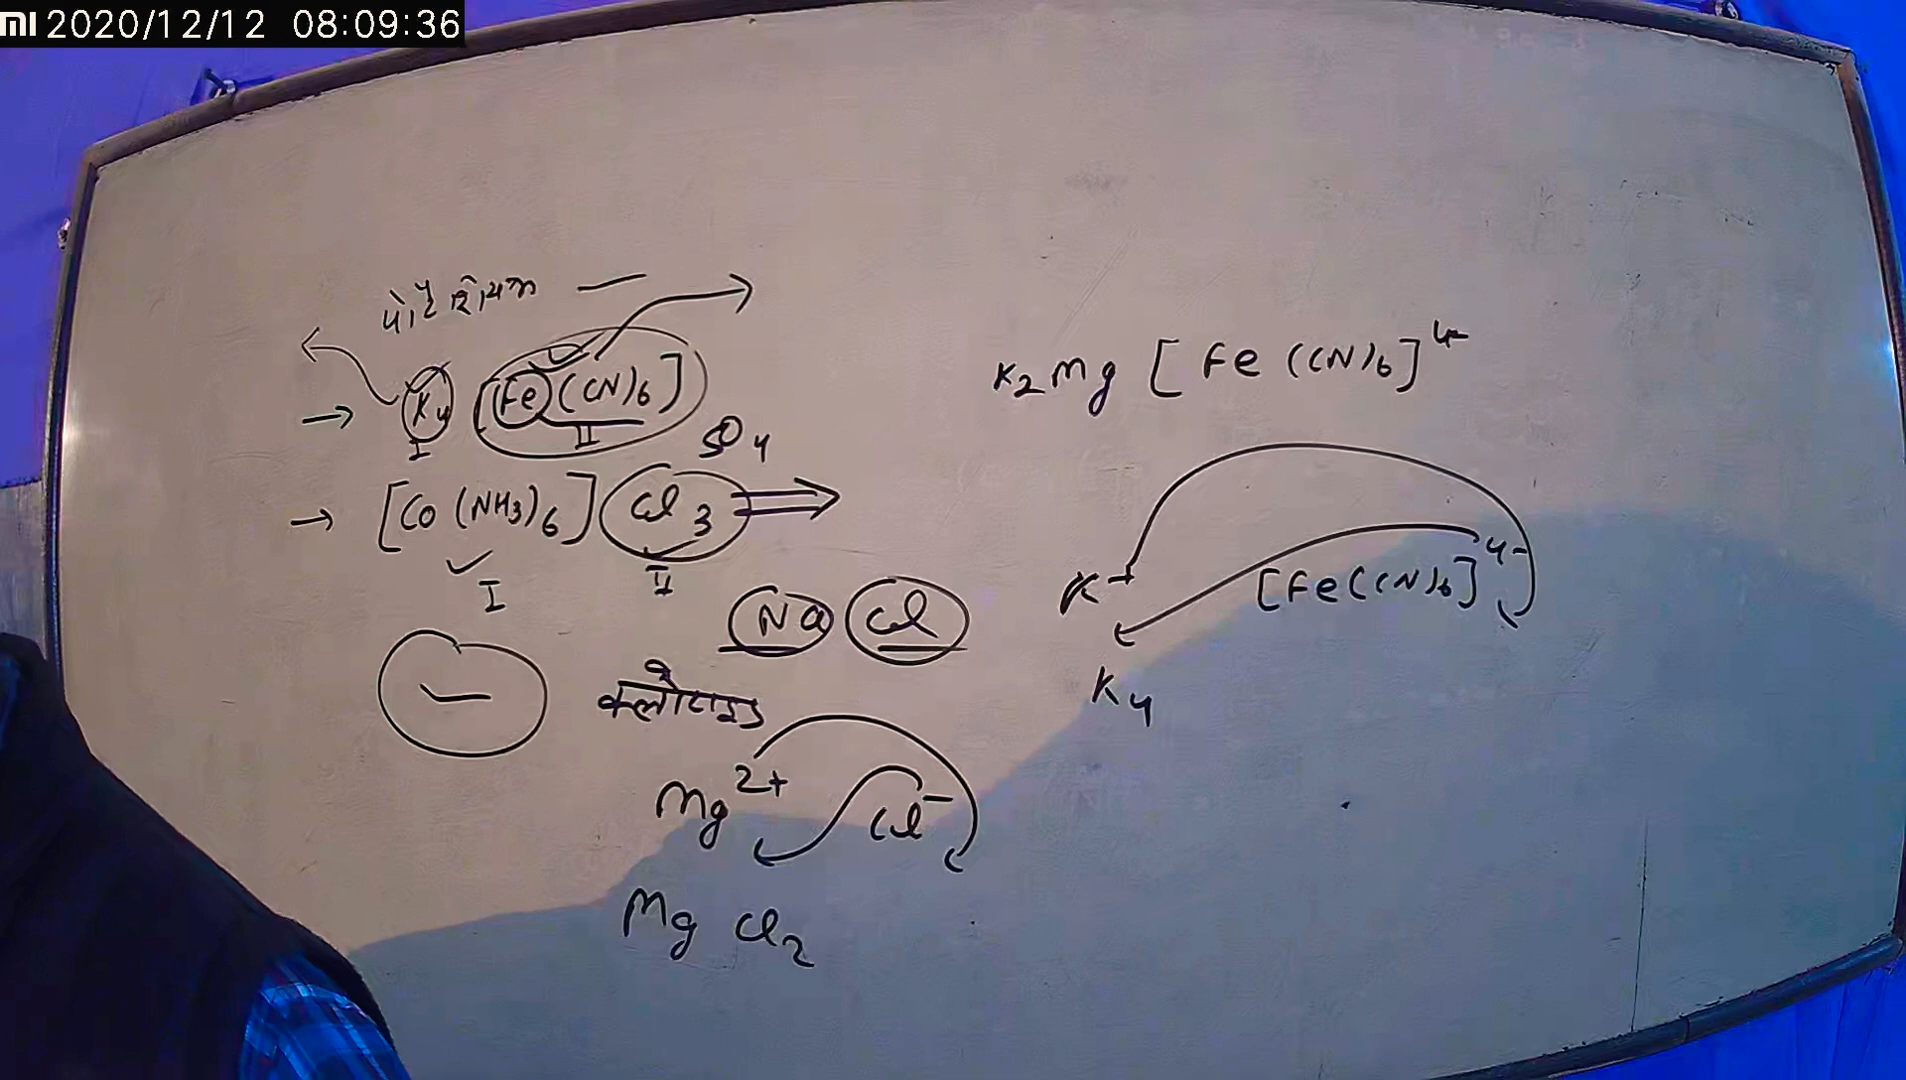 MI 2020/12/12 08:09:36
पोटेशियम —
→ K4 [Fe(CN)6]
I II
SO4
→ [Co(NH3)6] Cl3 ⇒
I II
Na Cl
क्लोराइड
Mg2+ Cl−
Mg Cl2
K2 Mg [Fe(CN)6]4−
K+ [Fe(CN)6]4−
K4